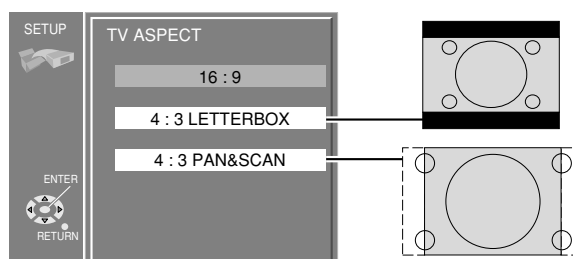 SETUP
TV ASPECT
16 : 9
4 : 3 LETTERBOX
4 : 3 PAN&SCAN
ENTER
RETURN